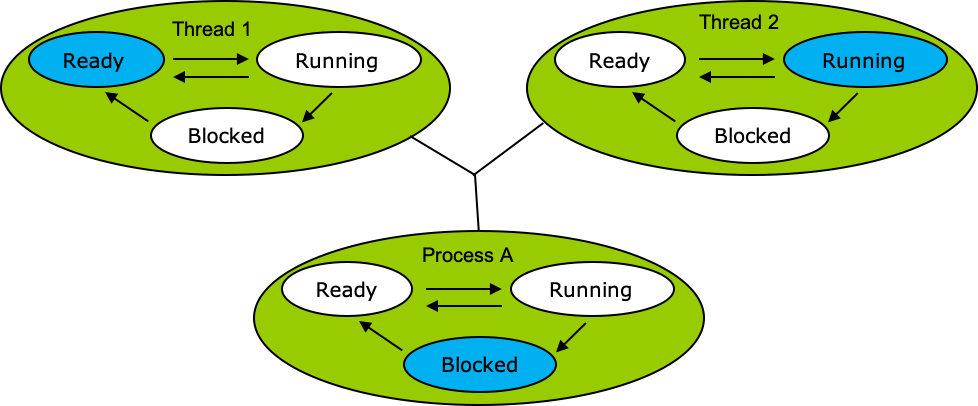 Thread 1
Ready
Running
Blocked
Thread 2
Ready
Running
Blocked
Process A
Ready
Running
Blocked